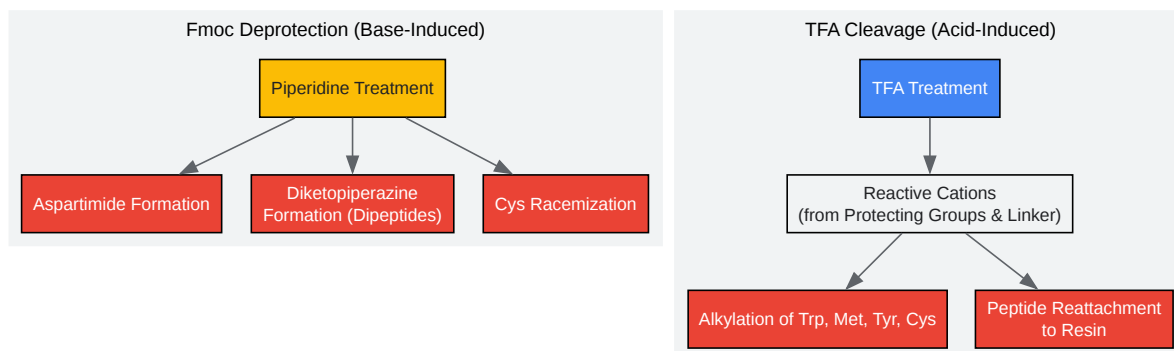 Fmoc Deprotection (Base-Induced)
Piperidine Treatment
Aspartimide Formation
Diketopiperazine
Formation (Dipeptides)
Cys Racemization
TFA Cleavage (Acid-Induced)
TFA Treatment
Reactive Cations
(from Protecting Groups & Linker)
Alkylation of Trp, Met, Tyr, Cys
Peptide Reattachment
to Resin